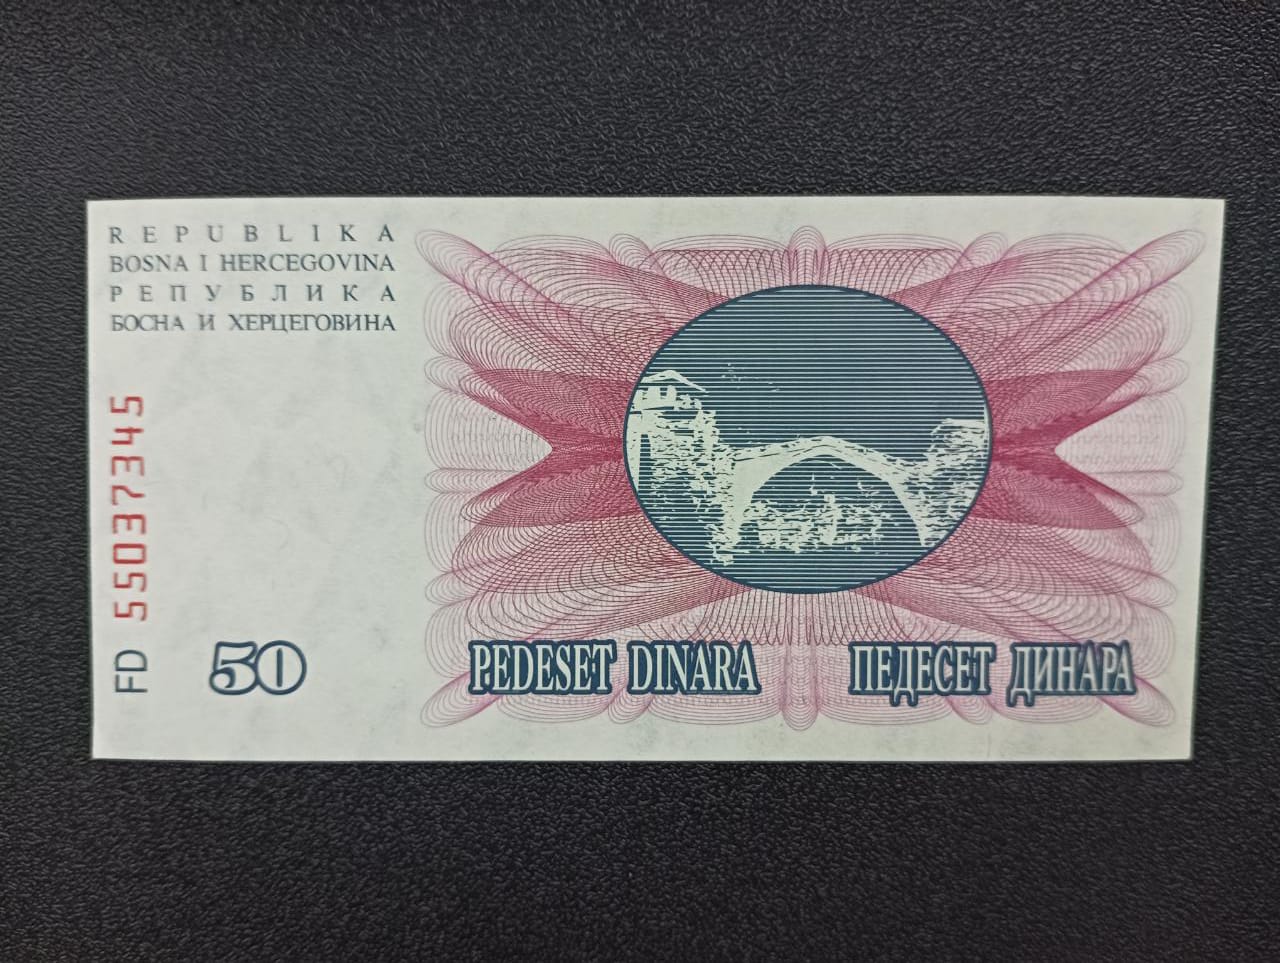 REPUBLIKA
BOSNA I HERCEGOVINA
РЕПУБЛИКА
БОСНА И ХЕРЦЕГОВИНА
FD 55037345
50
PEDESET DINARA
ПЕДЕСЕТ ДИНАРА